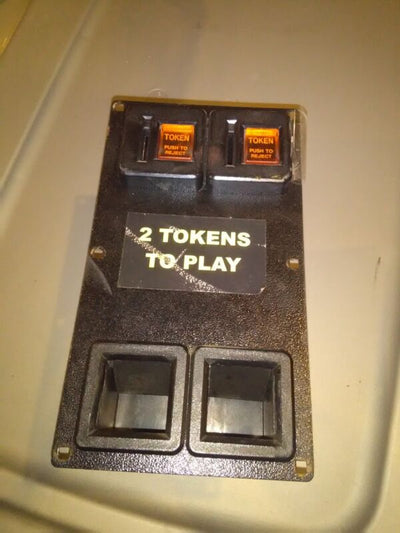 TOKEN
PUSH TO
REJECT
TOKEN
PUSH TO
REJECT
2 TOKENS
TO PLAY